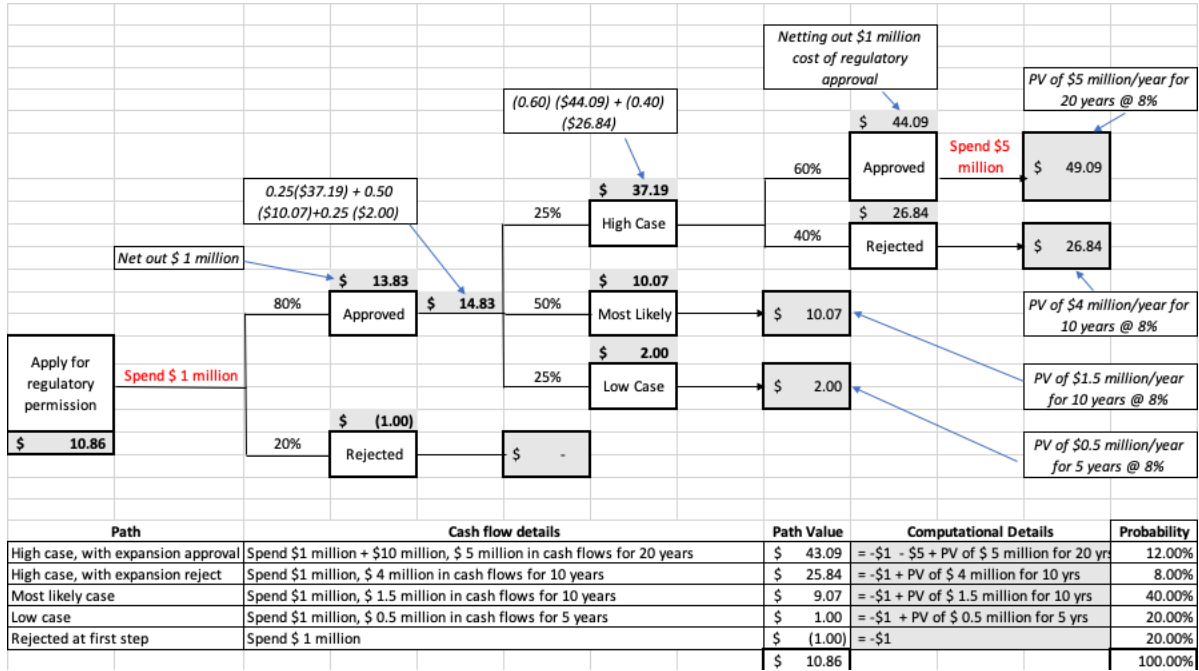 Netting out $1 million
cost of regulatory
approval
PV of $5 million/year for
20 years @ 8%
(0.60) ($44.09) + (0.40)
($26.84)
$ 44.09
Spend $5
million
60%
Approved
$ 49.09
0.25($37.19) + 0.50
($10.07)+0.25 ($2.00)
$ 37.19
25%
High Case
$ 26.84
40%
Rejected
$ 26.84
Net out $ 1 million
$ 13.83
80%
Approved
$ 14.83
$ 10.07
50%
Most Likely
$ 10.07
PV of $4 million/year for
10 years @ 8%
Apply for
regulatory
permission
$ 10.86
Spend $ 1 million
$ 2.00
25%
Low Case
$ 2.00
PV of $1.5 million/year
for 10 years @ 8%
$ (1.00)
20%
Rejected
$ -
PV of $0.5 million/year
for 5 years @ 8%
Path Cash flow details Path Value Computational Details Probability
High case, with expansion approval Spend $1 million + $10 million, $ 5 million in cash flows for 20 years $ 43.09 = -$1 - $5 + PV of $ 5 million for 20 yrs 12.00%
High case, with expansion reject Spend $1 million, $ 4 million in cash flows for 10 years $ 25.84 = -$1 + PV of $ 4 million for 10 yrs 8.00%
Most likely case Spend $1 million, $ 1.5 million in cash flows for 10 years $ 9.07 = -$1 + PV of $ 1.5 million for 10 yrs 40.00%
Low case Spend $1 million, $ 0.5 million in cash flows for 5 years $ 1.00 = -$1 + PV of $ 0.5 million for 5 yrs 20.00%
Rejected at first step Spend $ 1 million $ (1.00) = -$1 20.00%
$ 10.86 100.00%